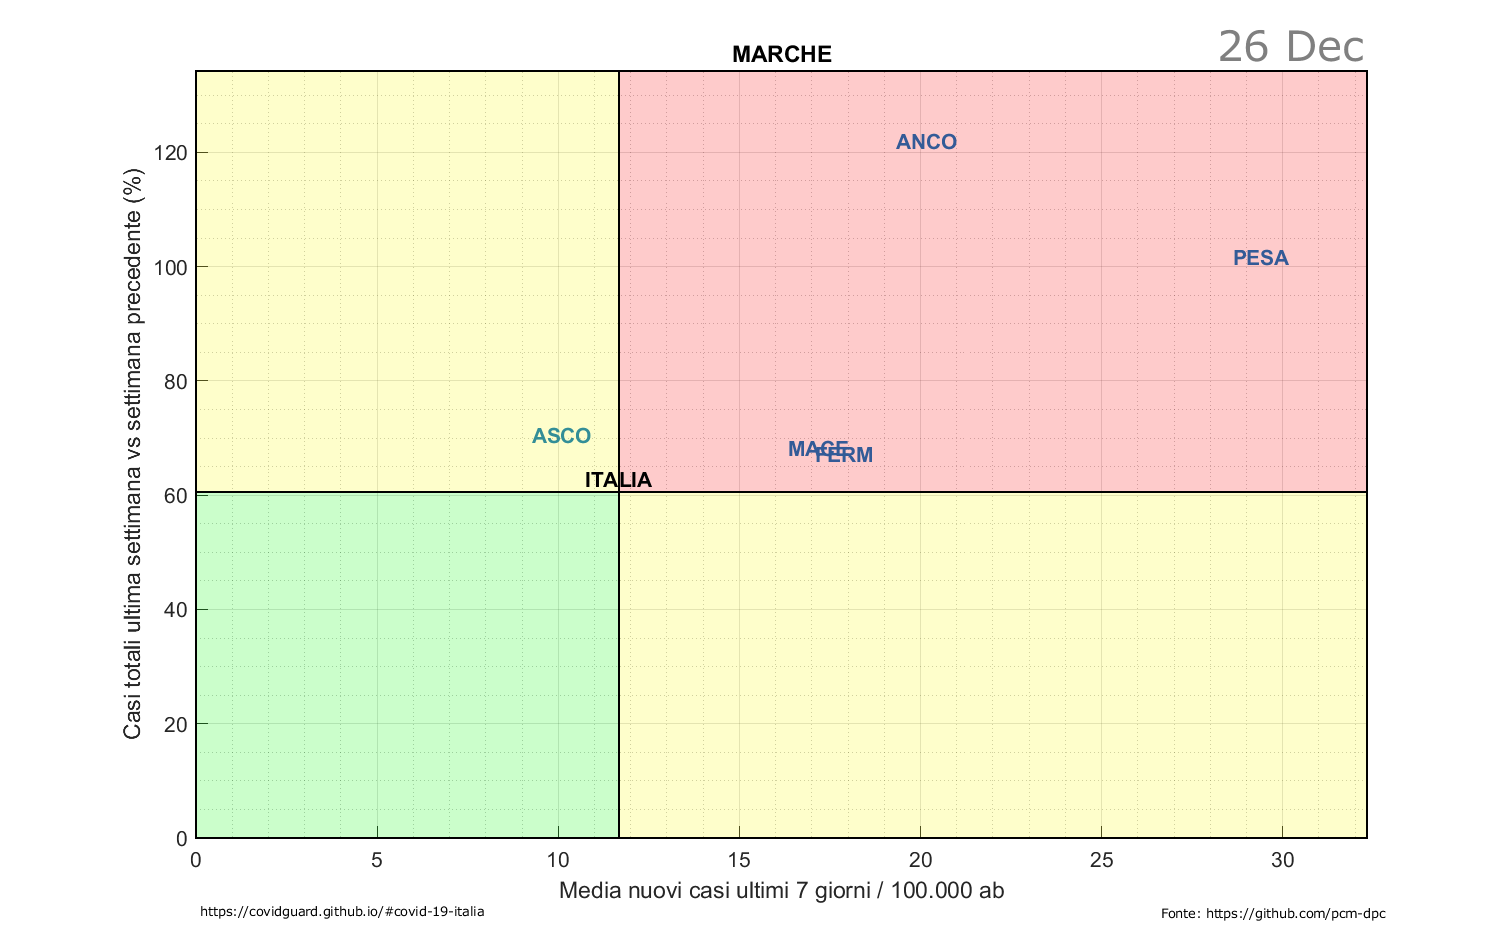 MARCHE
26 Dec
Casi totali ultima settimana vs settimana precedente (%)
120
100
80
60
40
20
0
ANCO
PESA
ASCO
MACE
FERM
ITALIA
0 5 10 15 20 25 30
Media nuovi casi ultimi 7 giorni / 100.000 ab
https://covidguard.github.io/#covid-19-italia
Fonte: https://github.com/pcm-dpc